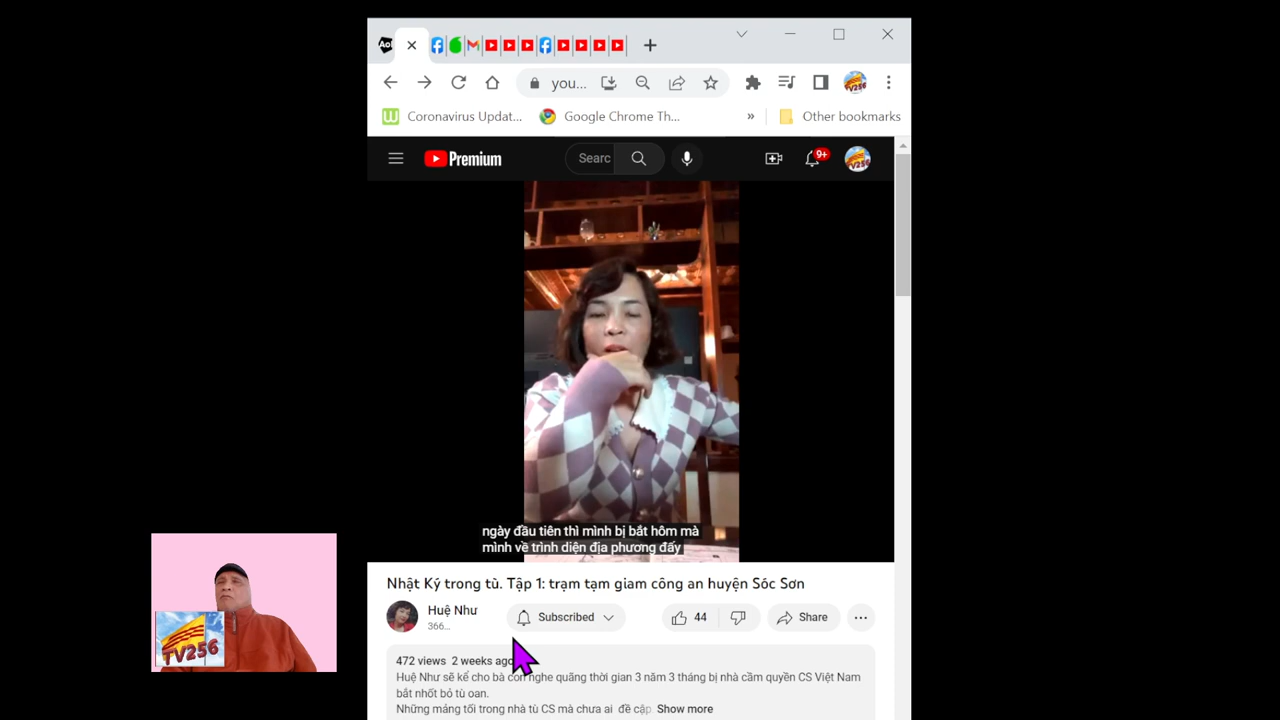 Ao
you...
Coronavirus Updat...
Google Chrome Th...
»
Other bookmarks
Premium
Searc
9+
ngày đầu tiên thì mình bị bắt hôm mà
mình về trình diện địa phương đấy
Nhật Ký trong tù. Tập 1: trạm tạm giam công an huyện Sóc Sơn
Huệ Như
366...
Subscribed
44
Share
472 views 2 weeks ago
Huệ Như sẽ kể cho bà con nghe quãng thời gian 3 năm 3 tháng bị nhà cầm quyền CS Việt Nam
bắt nhốt bỏ tù oan.
Những mảng tối trong nhà tù CS mà chưa ai đề cập. Show more
TV256